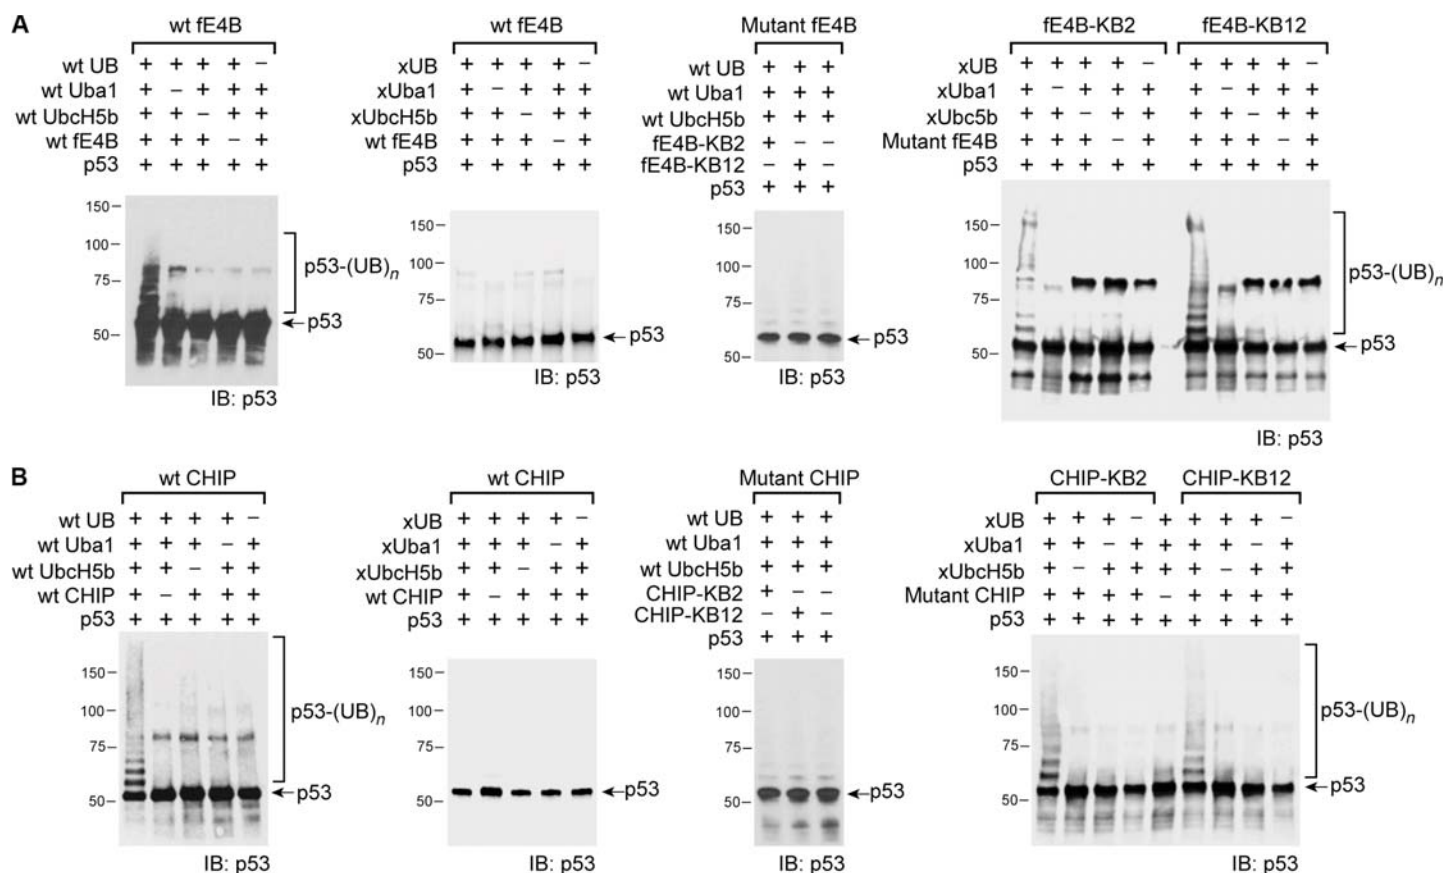 A
wt fE4B
wt UB + + + + –
wt Uba1 + – + + +
wt UbcH5b + + – + +
wt fE4B + + + – +
p53 + + + + +
150
100
75
50
p53-(UB)n
p53
IB: p53
wt fE4B
xUB + + + + –
xUba1 + – + + +
xUbcH5b + + – + +
wt fE4B + + + – +
p53 + + + + +
150
100
75
50
p53
IB: p53
Mutant fE4B
wt UB + + +
wt Uba1 + + +
wt UbcH5b + + +
fE4B-KB2 + – –
fE4B-KB12 – + –
p53 + + +
150
100
75
50
p53
IB: p53
fE4B-KB2 fE4B-KB12
xUB + + + + – + + + + –
xUba1 + – + + + + – + + +
xUbc5b + + – + + + + – + +
Mutant fE4B + + + – + + + + – +
p53 + + + + + + + + + +
150
100
75
50
p53-(UB)n
p53
IB: p53
B
wt CHIP
wt UB + + + + –
wt Uba1 + + + – +
wt UbcH5b + + – + +
wt CHIP + – + + +
p53 + + + + +
150
100
75
50
p53-(UB)n
p53
IB: p53
wt CHIP
xUB + + + + –
xUba1 + + + – +
xUbcH5b + + – + +
wt CHIP + – + + +
p53 + + + + +
150
100
75
50
p53
IB: p53
Mutant CHIP
wt UB + + +
wt Uba1 + + +
wt UbcH5b + + +
CHIP-KB2 + – –
CHIP-KB12 – + –
p53 + + +
150
100
75
50
p53
IB: p53
CHIP-KB2 CHIP-KB12
xUB + + + – + + + + –
xUba1 + – + + + + – + +
xUbcH5b + + – + + + + – +
Mutant CHIP + + + + – + + + +
p53 + + + + + + + + +
150
100
75
50
p53-(UB)n
p53
IB: p53